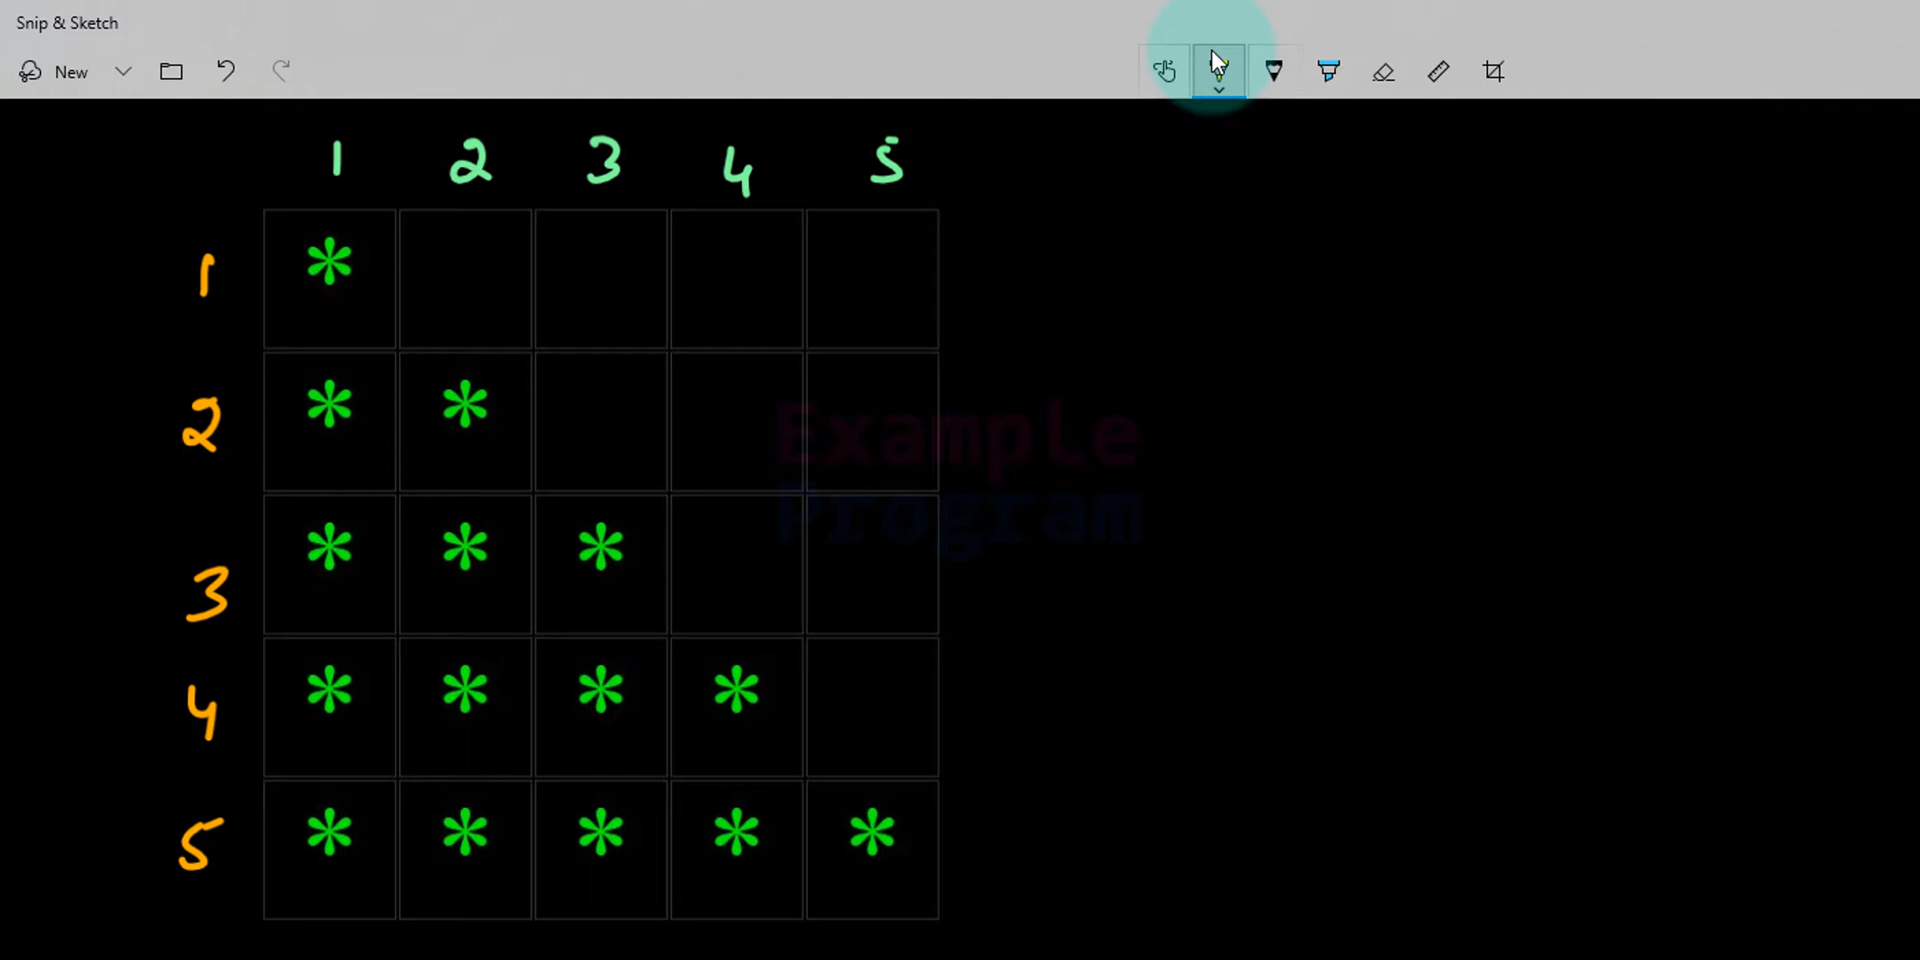 Snip & Sketch
New
1 2 3 4 5
1 *
2 * *
3 * * *
4 * * * *
5 * * * * *
Example
Program